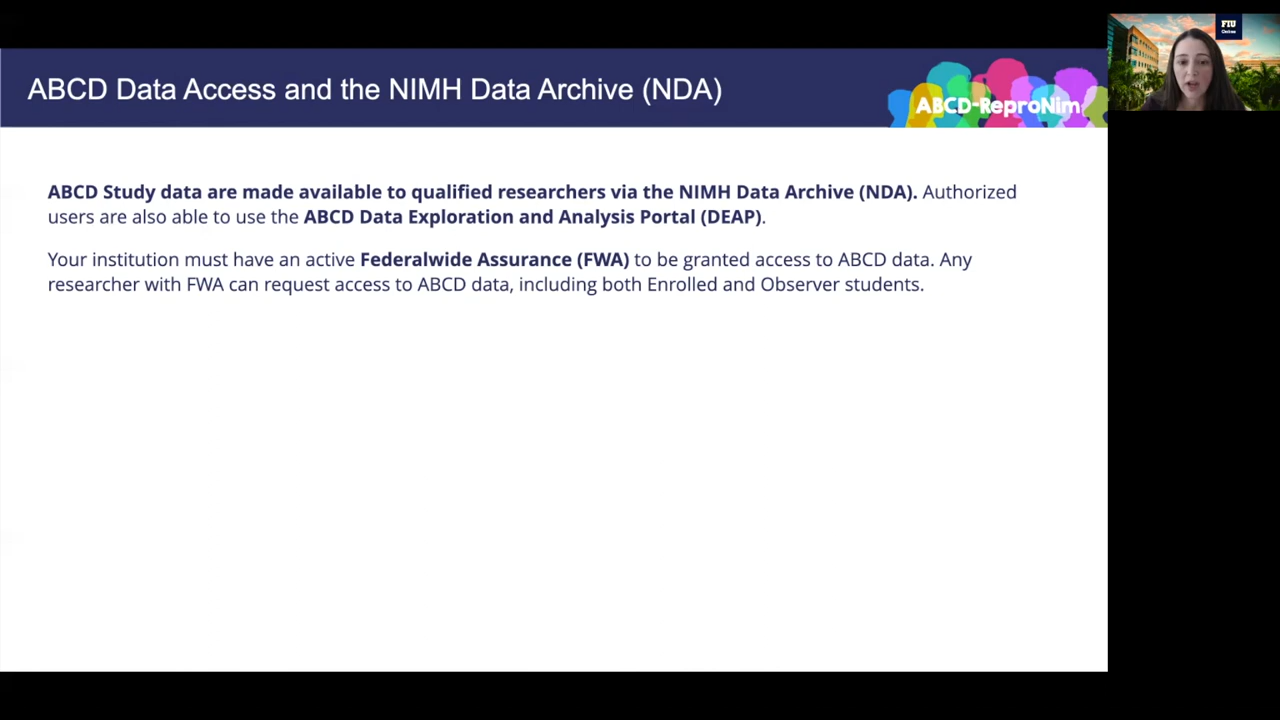 ABCD Data Access and the NIMH Data Archive (NDA)
ABCD-ReproNim
FIU
Online
ABCD Study data are made available to qualified researchers via the NIMH Data Archive (NDA). Authorized
users are also able to use the ABCD Data Exploration and Analysis Portal (DEAP).
Your institution must have an active Federalwide Assurance (FWA) to be granted access to ABCD data. Any
researcher with FWA can request access to ABCD data, including both Enrolled and Observer students.